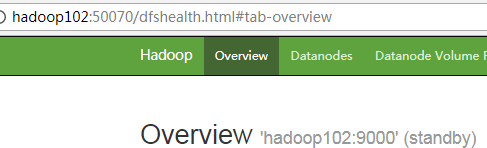 hadoop102:50070/dfshealth.html#tab-overview
Hadoop Overview Datanodes Datanode Volume
Overview 'hadoop102:9000' (standby)